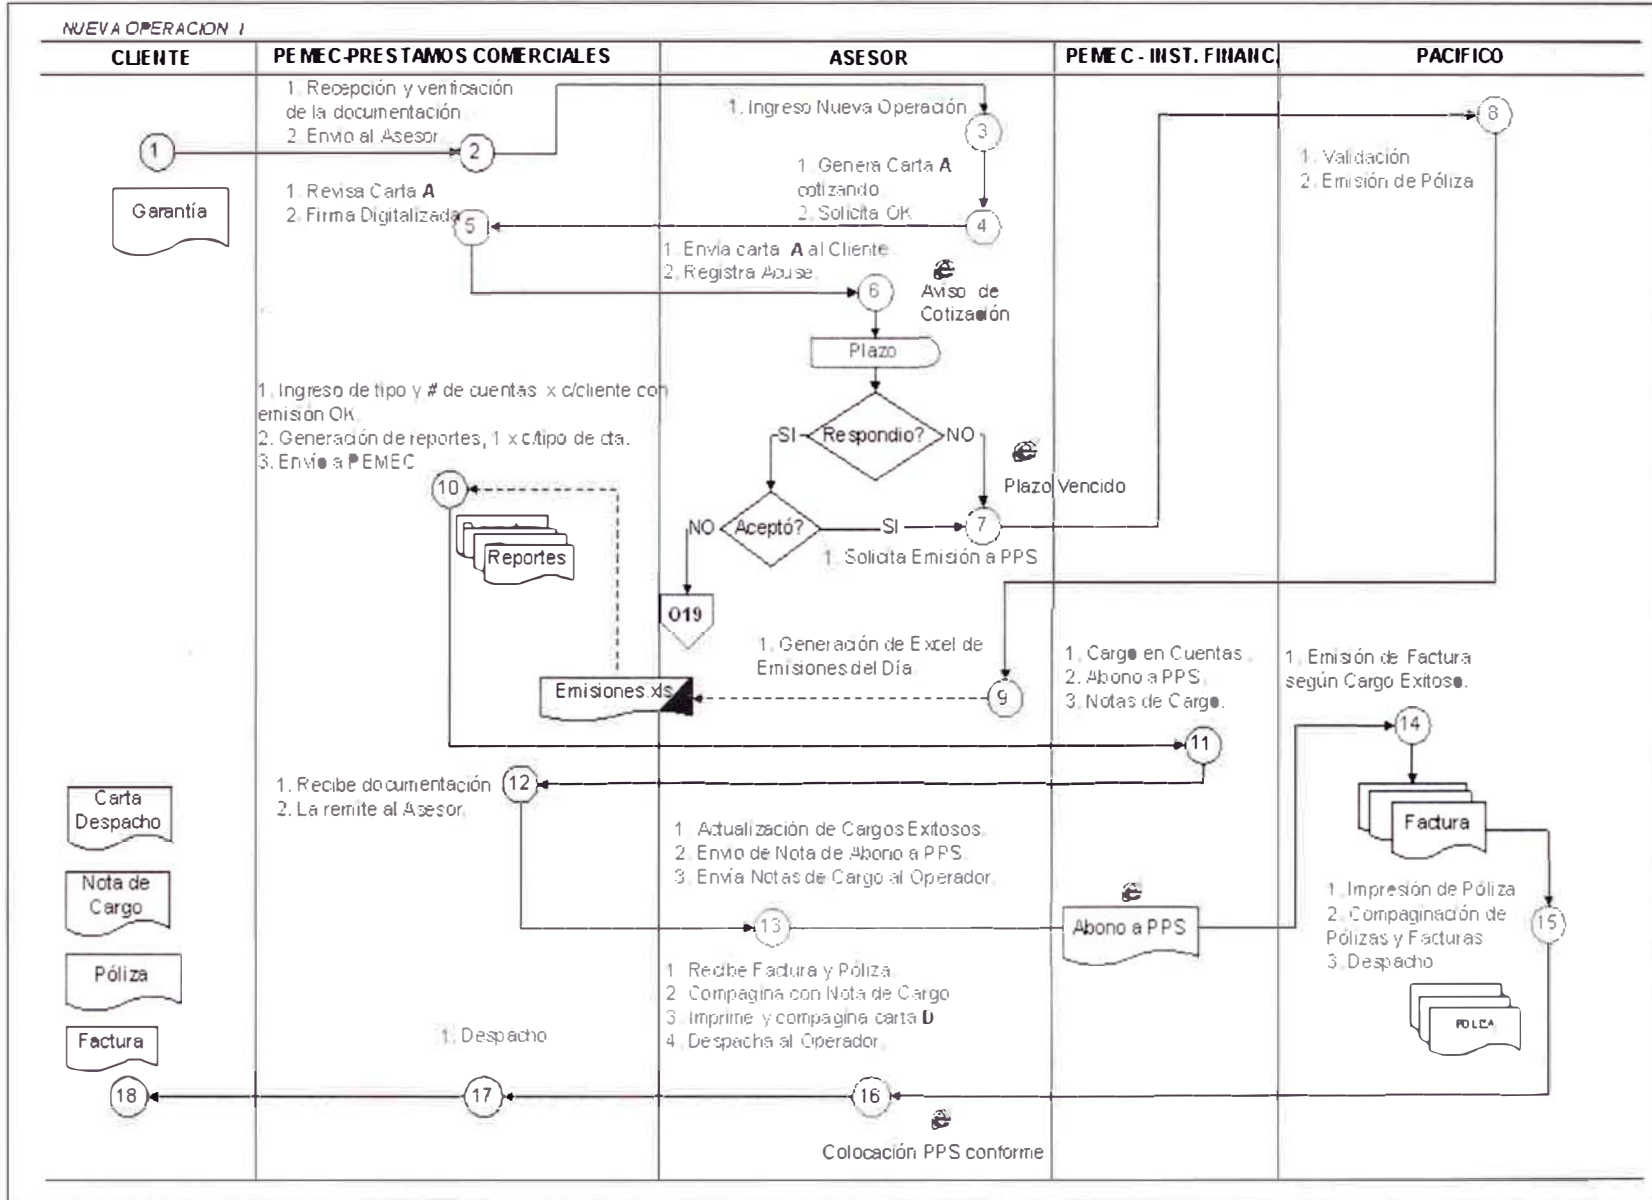 NUEVA OPERACION I
CLIENTE
PEMEC-PRESTAMOS COMERCIALES
ASESOR
PEMEC - INST. FINANC.
PACIFICO
1. Recepción y verificación
de la documentación
2. Envio al Asesor
1. Ingreso Nueva Operación
3
8
1
2
1. Validación
2. Emisión de Póliza
Garantía
1. Revisa Carta A
2. Firma Digitalizada
5
1. Genera Carta A
cotizando
2. Solicita OK
4
1. Envía carta A al Cliente
2. Registra Acuse.
6
Aviso de
Cotización
Plazo
1. Ingreso de tipo y # de cuentas x c/cliente con
emisión OK.
2. Generación de reportes, 1 x c/tipo de cta.
3. Envío a PEMEC
SI
Respondio?
NO
Plazo Vencido
10
Reportes
NO
Aceptó?
SI
7
1. Solicita Emisión a PPS
O19
1. Generación de Excel de
Emisiones del Día.
Emisiones.xls
9
1. Cargo en Cuentas.
2. Abono a PPS.
3. Notas de Cargo.
1. Emisión de Factura
según Cargo Exitoso.
14
11
1. Recibe documentación
2. La remite al Asesor.
12
Carta
Despacho
Factura
1. Actualización de Cargos Exitosos.
2. Envio de Nota de Abono a PPS.
3. Envía Notas de Cargo al Operador.
Nota de
Cargo
13
Abono a PPS
1. Impresión de Póliza
2. Compaginación de
Pólizas y Facturas
3. Despacho
15
Póliza
1 Recibe Factura y Póliza.
2 Compagina con Nota de Cargo
3 Imprime y compagina carta D
4. Despacha al Operador.
POLIZA
Factura
1. Despacho
18
17
16
Colocación PPS conforme